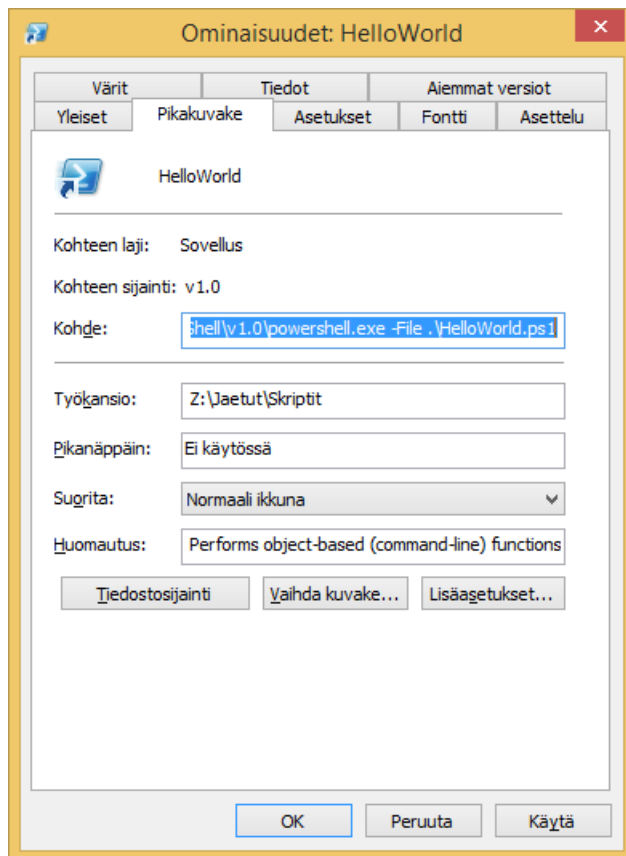 Ominaisuudet: HelloWorld
Värit Tiedot Aiemmat versiot
Yleiset Pikakuvake Asetukset Fontti Asettelu
HelloWorld
Kohteen laji: Sovellus
Kohteen sijainti: v1.0
Kohde: Shell\v1.0\powershell.exe -File .\HelloWorld.ps1
Työkansio: Z:\Jaetut\Skriptit
Pikanäppäin: Ei käytössä
Suorita: Normaali ikkuna
Huomautus: Performs object-based (command-line) functions
Tiedostosijainti Vaihda kuvake... Lisäasetukset...
OK Peruuta Käytä